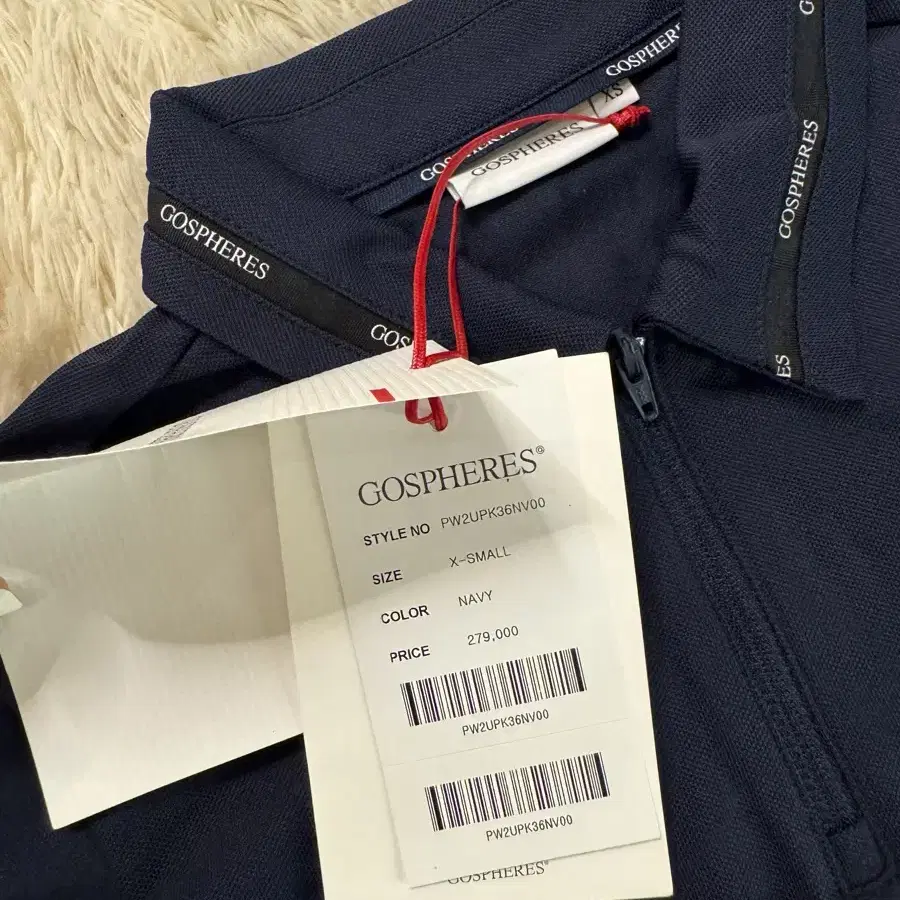 GOSPHERES
GOSPHERES
GOSPHERES
XS
GOSPHERES
GOSPHERES©
STYLE NO PW2UPK36NV00
SIZE X-SMALL
COLOR NAVY
PRICE 279,000
PW2UPK36NV00
PW2UPK36NV00
GOSPHERES